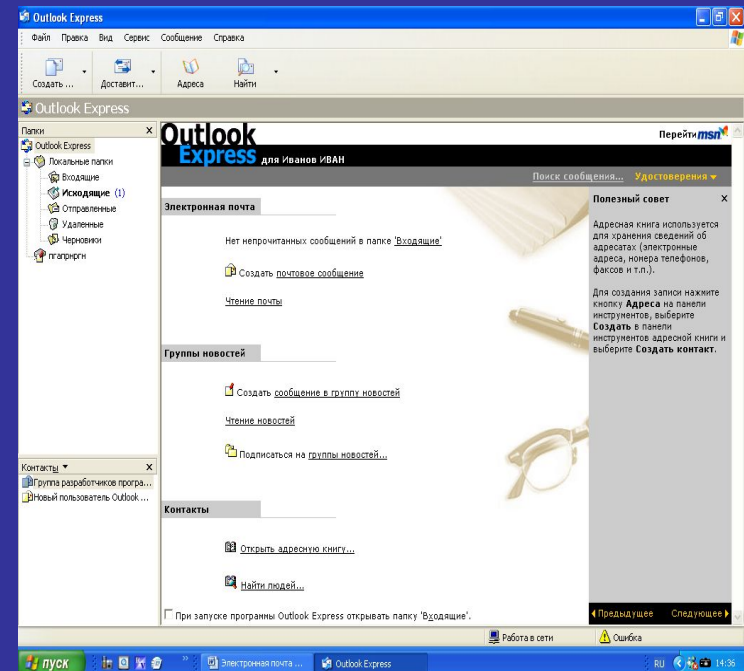 Outlook Express
Файл Правка Вид Сервис Сообщение Справка
Создать ... Доставит... Адреса Найти
Outlook Express
Папки X
Outlook Express
Локальные папки
Входящие
Исходящие (1)
Отправленные
Удаленные
Черновики
Контакты ▼ X
Группа разработчиков програ...
Новый пользователь Outlook ...
Outlook
Express для Иванов ИВАН
Перейти msn
Поиск сообщения... Удостоверения
Электронная почта
Нет непрочитанных сообщений в папке 'Входящие'
Создать почтовое сообщение
Чтение почты
Группы новостей
Создать сообщение в группу новостей
Чтение новостей
Подписаться на группы новостей...
Контакты
Открыть адресную книгу...
Найти людей...
При запуске программы Outlook Express открывать папку 'Входящие'.
Полезный совет X
Адресная книга используется
для хранения сведений об
адресатах (электронные
адреса, номера телефонов,
факсов и т.п.).
Для создания записи нажмите
кнопку Адреса на панели
инструментов, выберите
Создать в панели
инструментов адресной книги и
выберите Создать контакт.
Предыдущее Следующее
Работа в сети Ошибка
пуск » Электронная почта ... Outlook Express RU 14:36